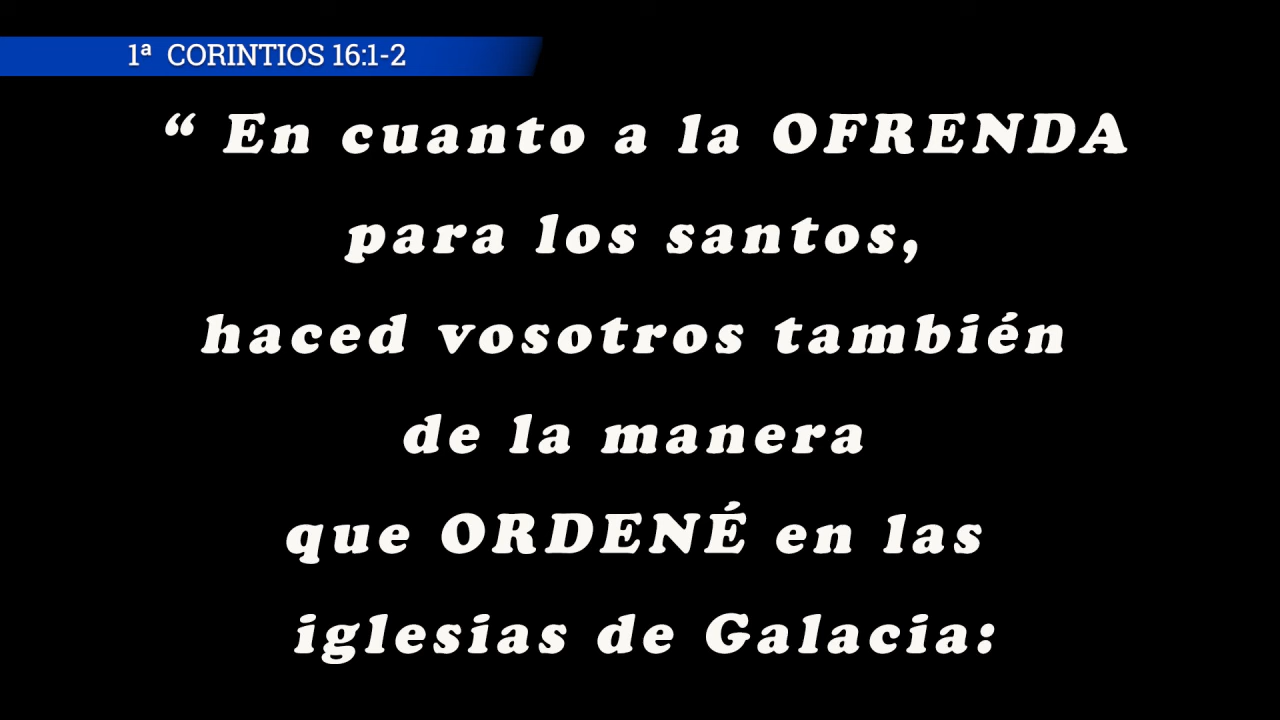 1ª CORINTIOS 16:1-2
“ En cuanto a la OFRENDA
para los santos,
haced vosotros también
de la manera
que ORDENÉ en las
iglesias de Galacia: